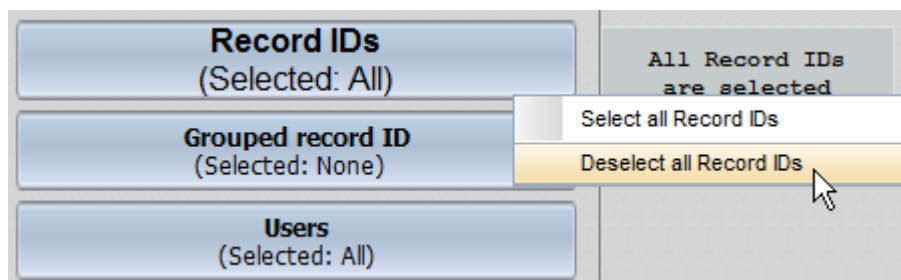 Record IDs
(Selected: All)
Grouped record ID
(Selected: None)
Users
(Selected: All)
All Record IDs
are selected
Select all Record IDs
Deselect all Record IDs